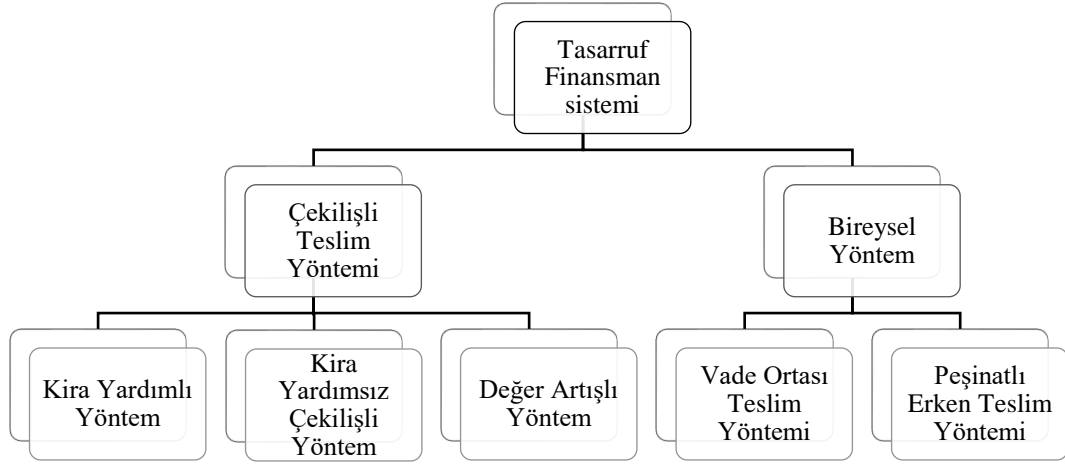 Tasarruf
Finansman
sistemi
Çekilişli
Teslim
Yöntemi
Bireysel
Yöntem
Kira Yardımlı
Yöntem
Kira
Yardımsız
Çekilişli
Yöntem
Değer Artışlı
Yöntem
Vade Ortası
Teslim
Yöntemi
Peşinatlı
Erken Teslim
Yöntemi